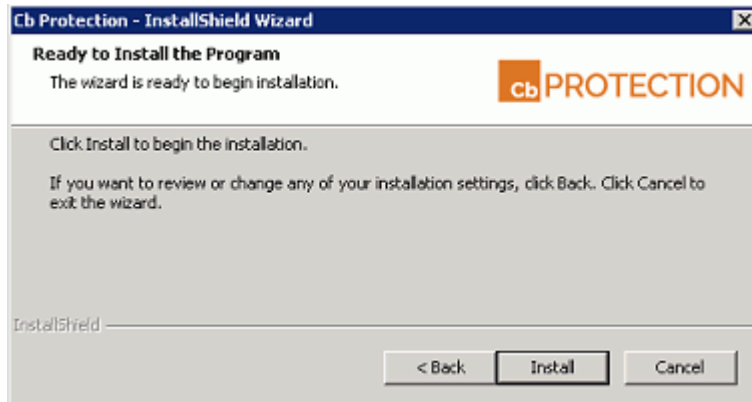 Cb Protection - InstallShield Wizard
Ready to Install the Program
The wizard is ready to begin installation.
Cb PROTECTION
Click Install to begin the installation.
If you want to review or change any of your installation settings, click Back. Click Cancel to
exit the wizard.
InstallShield
< Back
Install
Cancel